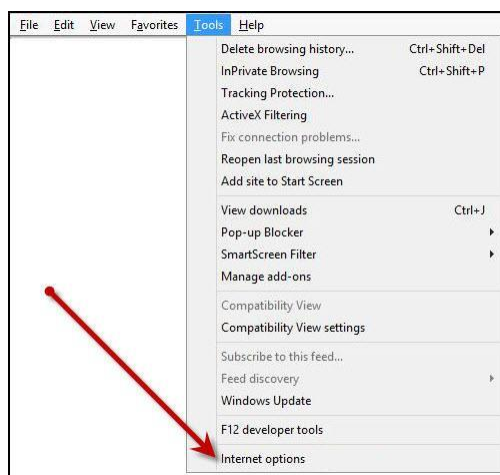 File Edit View Favorites Tools Help
Delete browsing history... Ctrl+Shift+Del
InPrivate Browsing Ctrl+Shift+P
Tracking Protection...
ActiveX Filtering
Fix connection problems...
Reopen last browsing session
Add site to Start Screen
View downloads Ctrl+J
Pop-up Blocker
SmartScreen Filter
Manage add-ons
Compatibility View
Compatibility View settings
Subscribe to this feed...
Feed discovery
Windows Update
F12 developer tools
Internet options